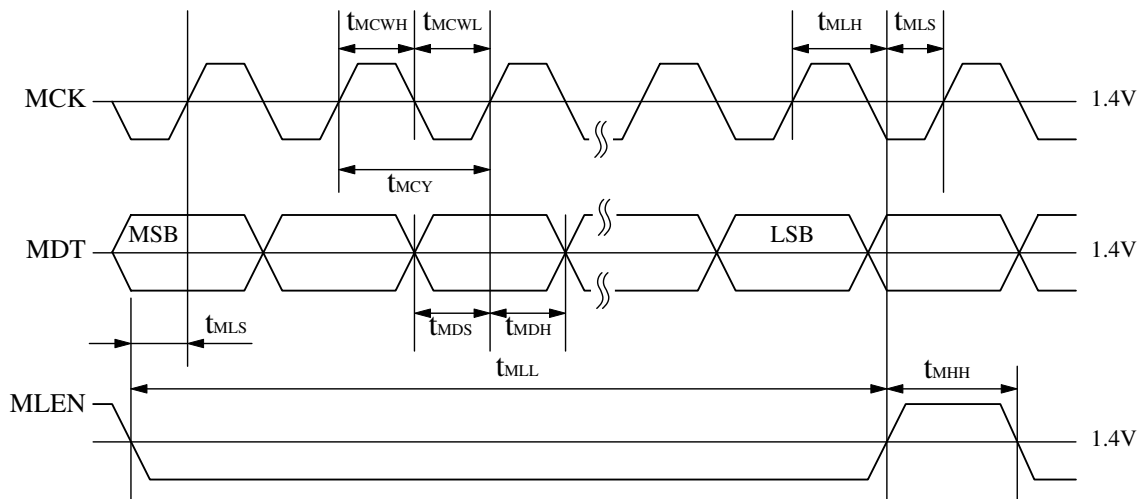 tMCWH tMCWL tMLH tMLS
MCK 1.4V
tMCY
MSB LSB
MDT 1.4V
tMLS tMDS tMDH
tMLL tMHH
MLEN
1.4V